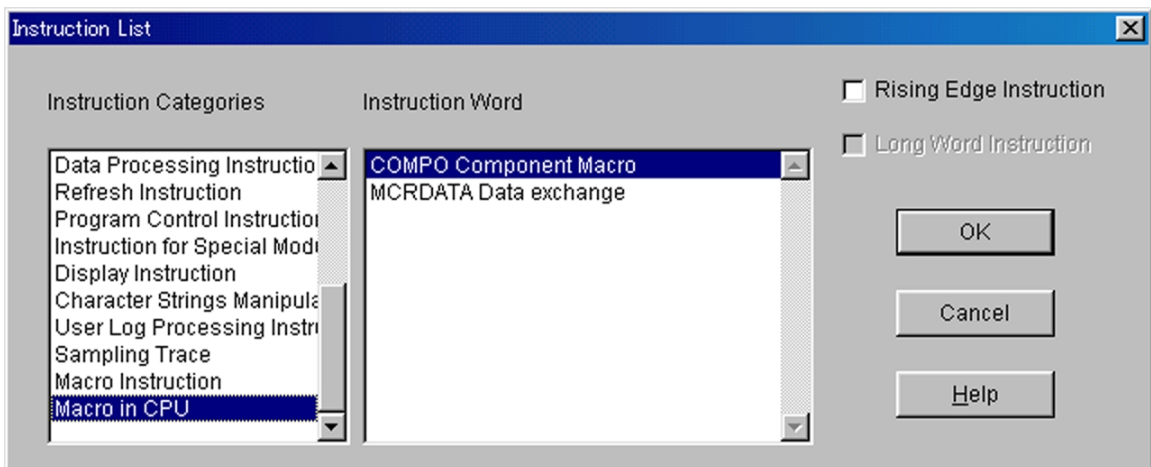 Instruction List
Instruction Categories
Instruction Word
Rising Edge Instruction
Long Word Instruction
Data Processing Instructio
Refresh Instruction
Program Control Instruction
Instruction for Special Modu
Display Instruction
Character Strings Manipula
User Log Processing Instru
Sampling Trace
Macro Instruction
Macro in CPU
COMPO Component Macro
MCRDATA Data exchange
OK
Cancel
Help